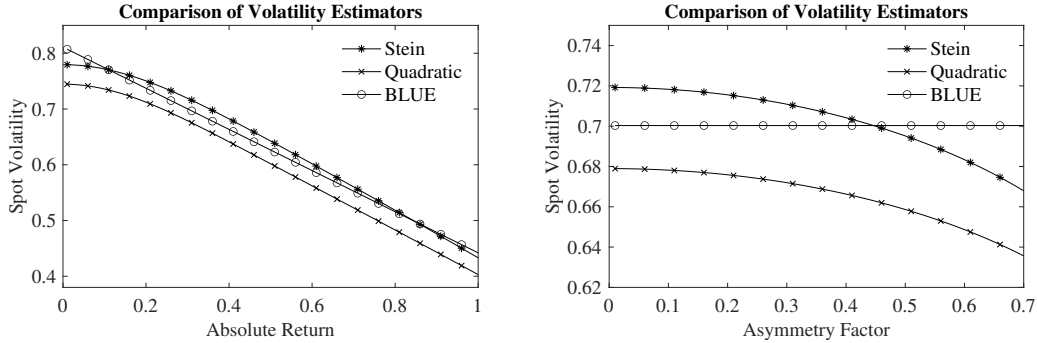 Comparison of Volatility Estimators
Stein
Quadratic
BLUE
Spot Volatility
0.8
0.7
0.6
0.5
0.4
0
0.2
0.4
0.6
0.8
1
Absolute Return
Comparison of Volatility Estimators
Stein
Quadratic
BLUE
Spot Volatility
0.74
0.72
0.7
0.68
0.66
0.64
0.62
0
0.1
0.2
0.3
0.4
0.5
0.6
0.7
Asymmetry Factor